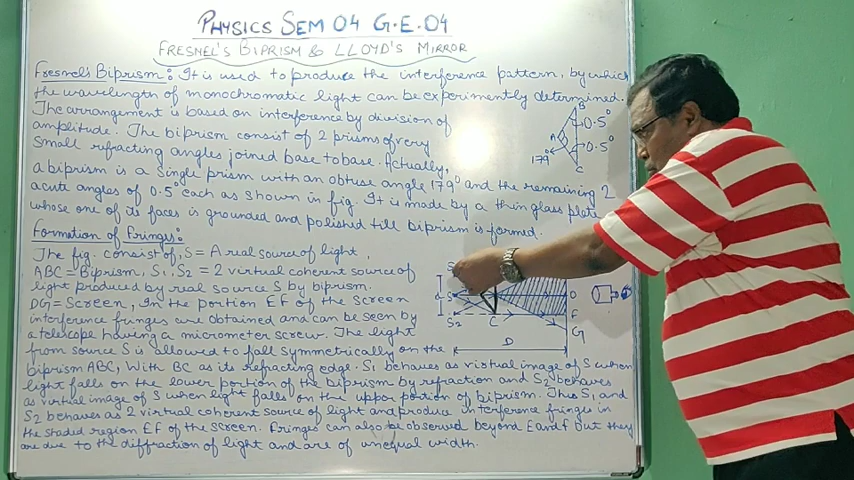 PHYSICS SEM 04 G.E.04
FRESNEL'S BIPRISM & LLOYD'S MIRROR
Fresnel's Biprism: It is used to produce the interference pattern, by which
the wavelength of monochromatic light can be experimently determined.
The arrangement is based on interference by division of
amplitude. The biprism consist of 2 prisms of very
small refracting angles joined base to base. Actually,
a biprism is a single prism with an obtuse angle 179° and the remaining 2
acute angles of 0.5° each as shown in fig. It is made by a thin glass plate
whose one of its faces is grounded and polished till biprism is formed.
B
0.5°
A
0.5°
179°
C
Formation of Fringes:
The fig. consist of, S = A real source of light,
ABC = Biprism, S1, S2 = 2 virtual coherent source of
light produced by real source S by biprism.
DG = Screen, In the portion EF of the screen
interference fringes are obtained and can be seen by
a telescope having a micrometer screw. The light
from source S is allowed to fall symmetrically on the
biprism ABC, with BC as its refracting edge. S1 behaves as virtual image of S when
light falls on the lower portion of the biprism by refraction and S2 behaves
as virtual image of S when light falls on the upper portion of biprism. Thus S1 and
S2 behaves as 2 virtual coherent source of light and produce interference fringes in
the shaded region EF of the screen. Fringes can also be observed beyond E and F but they
are due to the diffraction of light and are of unequal width.
S
d
S
O
S2
C
F
G
D